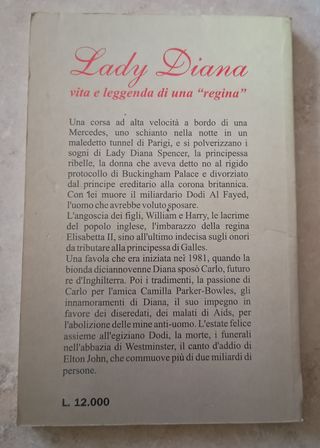 Lady Diana
vita e leggenda di una “regina”
Una corsa ad alta velocità a bordo di una
Mercedes, uno schianto nella notte in un
maledetto tunnel di Parigi, e si polverizzano i
sogni di Lady Diana Spencer, la principessa
ribelle, la donna che aveva detto no al rigido
protocollo di Buckingham Palace e divorziato
dal principe ereditario alla corona britannica.
Con lei muore il miliardario Dodi Al Fayed,
l'uomo che avrebbe voluto sposare.
L'angoscia dei figli, William e Harry, le lacrime
del popolo inglese, l'imbarazzo della regina
Elisabetta II, sino all'ultimo indecisa sugli onori
da tributare alla principessa di Galles.
Una favola che era iniziata nel 1981, quando la
bionda diciannovenne Diana sposò Carlo, futuro
re d'Inghilterra. Poi i tradimenti, la passione di
Carlo per l'amica Camilla Parker-Bowles, gli
innamoramenti di Diana, il suo impegno in
favore dei diseredati, dei malati di Aids, per
l'abolizione delle mine anti-uomo. L'estate felice
assieme all'egiziano Dodi, la morte, i funerali
nell'abbazia di Westminster, il canto d'addio di
Elton John, che commuove più di due miliardi di
persone.
L. 12.000